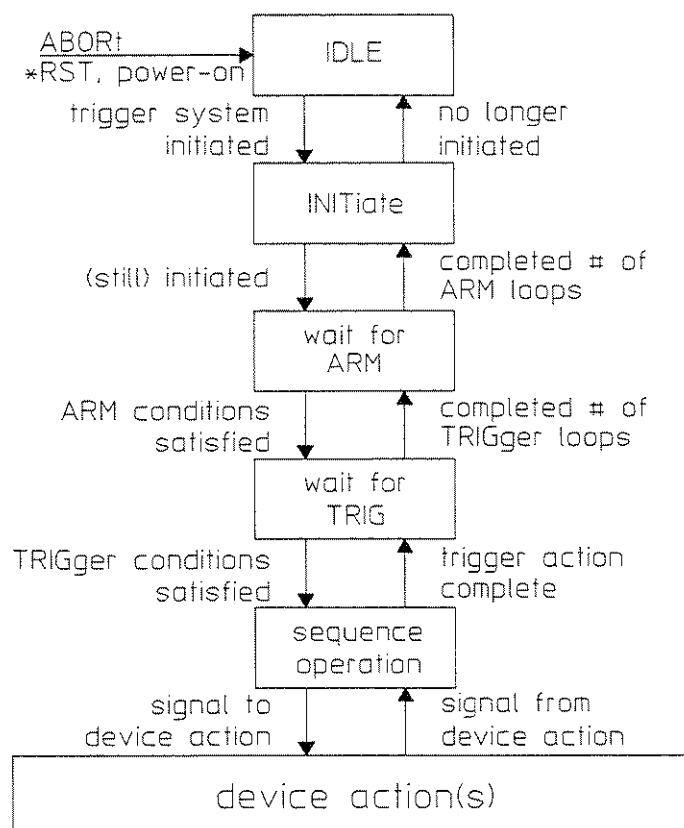 ABORt
*RST, power-on
IDLE
trigger system
initiated
no longer
initiated
INITiate
(still) initiated
completed # of
ARM loops
wait for
ARM
ARM conditions
satisfied
completed # of
TRIGger loops
wait for
TRIG
TRIGger conditions
satisfied
trigger action
complete
sequence
operation
signal to
device action
signal from
device action
device action(s)